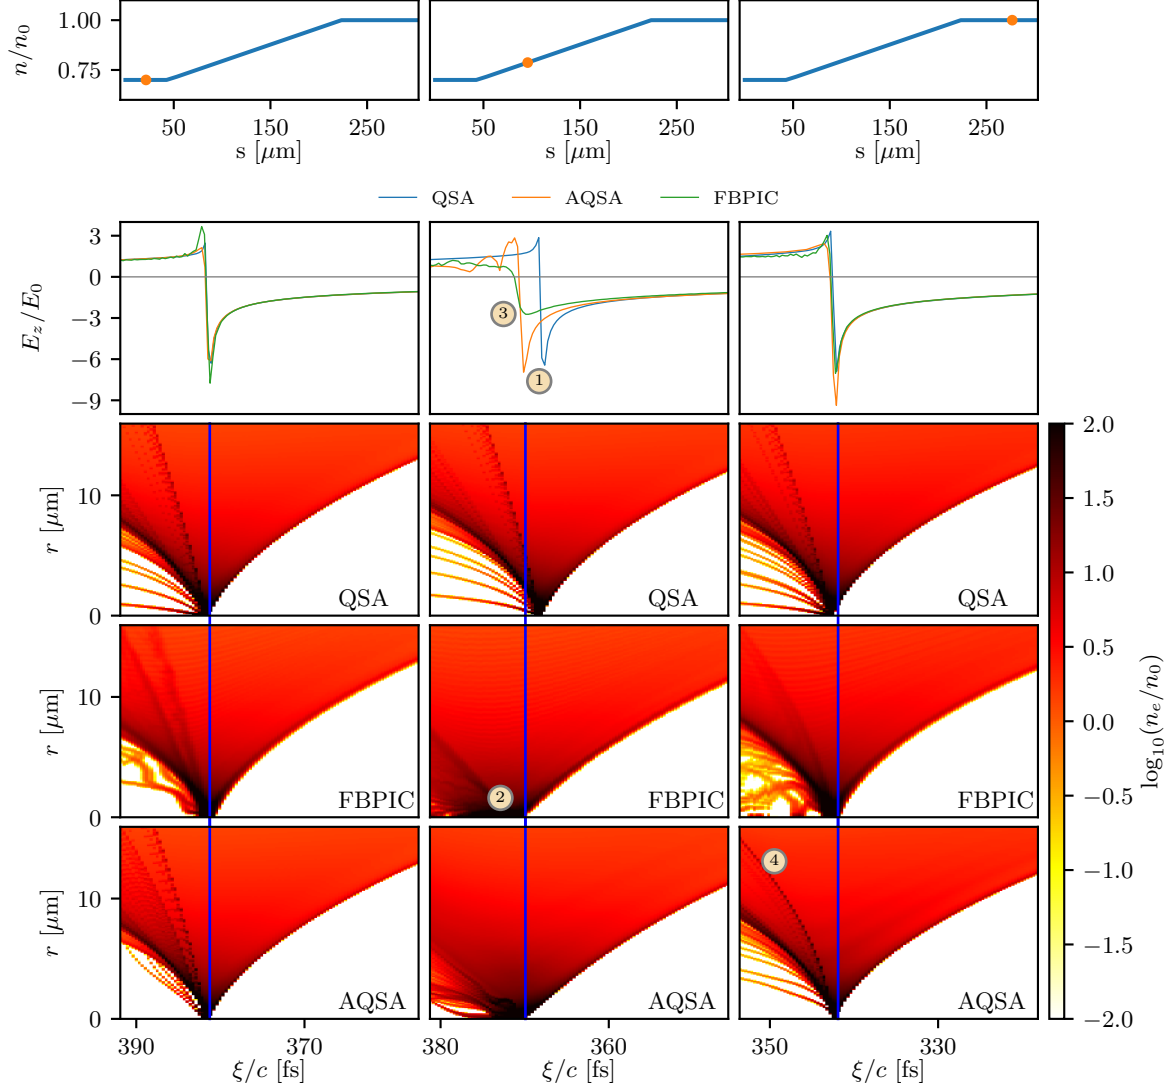 n/n₀
1.00
0.75
50 150 250
50 150 250
50 150 250
s [μm]
s [μm]
s [μm]
QSA AQSA FBPIC
E_z/E₀
3
0
−3
−6
−9
3
1
r [μm]
10
0
QSA
QSA
QSA
r [μm]
10
0
FBPIC
2
FBPIC
FBPIC
r [μm]
10
0
AQSA
AQSA
4
AQSA
390 370
380 360
350 330
ξ/c [fs]
ξ/c [fs]
ξ/c [fs]
2.0
1.5
1.0
0.5
0.0
−0.5
−1.0
−1.5
−2.0
log₁₀(n_e/n₀)